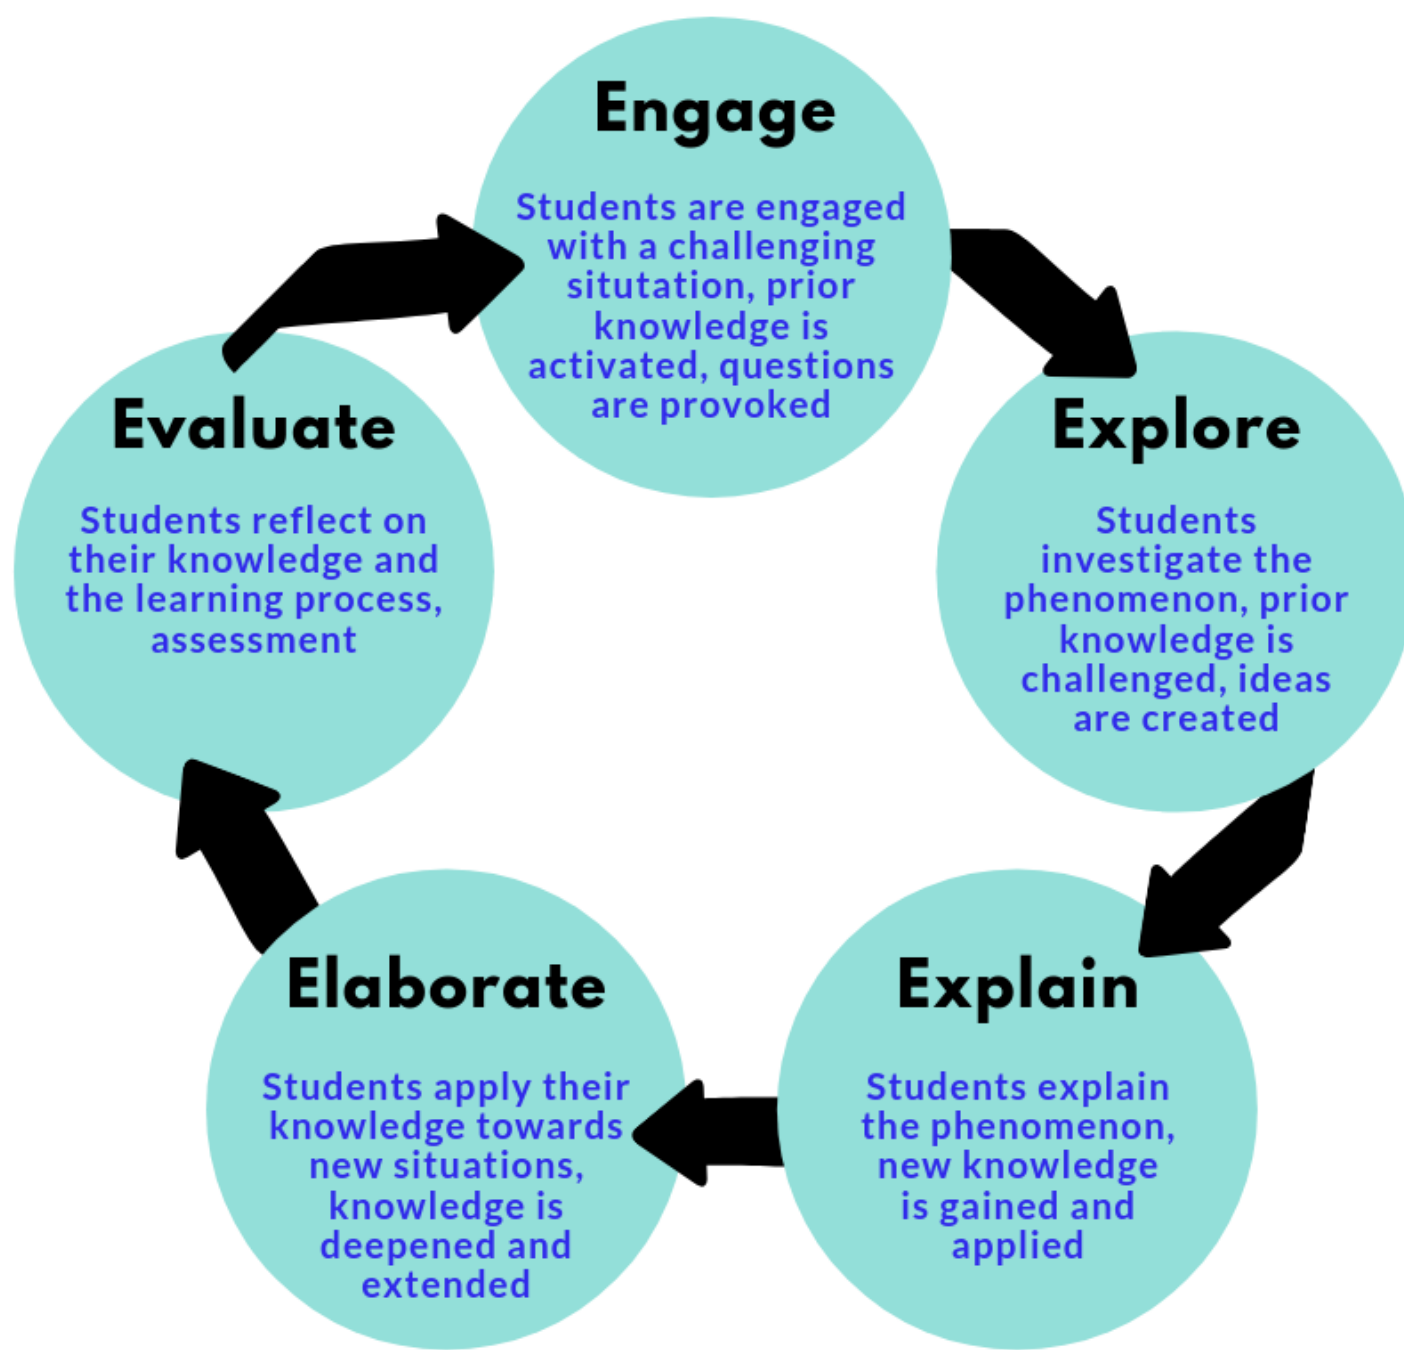 Engage
Students are engaged
with a challenging
situtation, prior
knowledge is
activated, questions
are provoked
Explore
Students
investigate the
phenomenon, prior
knowledge is
challenged, ideas
are created
Explain
Students explain
the phenomenon,
new knowledge
is gained and
applied
Elaborate
Students apply their
knowledge towards
new situations,
knowledge is
deepened and
extended
Evaluate
Students reflect on
their knowledge and
the learning process,
assessment